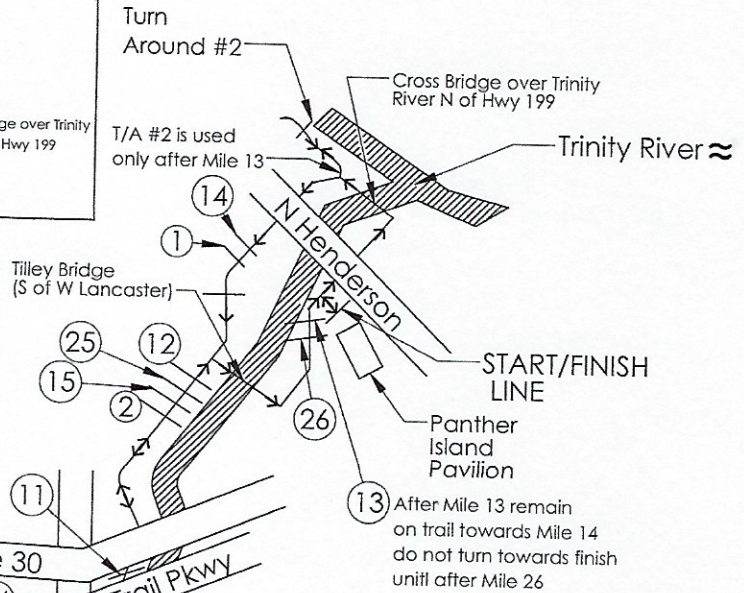 Turn
Around #2
Cross Bridge over Trinity
River N of Hwy 199
ge over Trinity
Hwy 199
T/A #2 is used
only after Mile 13
Trinity River ≈
14
1
N Henderson
Tilley Bridge
(S of W Lancaster)
25
12
15
2
26
START/FINISH
LINE
Panther
Island
Pavilion
11
13 After Mile 13 remain
on trail towards Mile 14
do not turn towards finish
unitl after Mile 26
30
Trail Pkwy